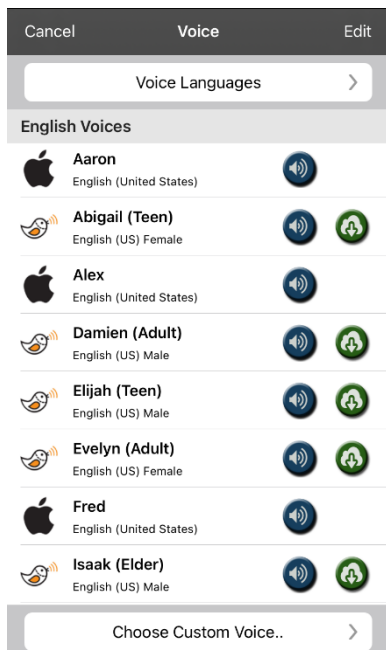 Cancel Voice Edit
Voice Languages
English Voices
Aaron
English (United States)
Abigail (Teen)
English (US) Female
Alex
English (United States)
Damien (Adult)
English (US) Male
Elijah (Teen)
English (US) Male
Evelyn (Adult)
English (US) Female
Fred
English (United States)
Isaak (Elder)
English (US) Male
Choose Custom Voice..